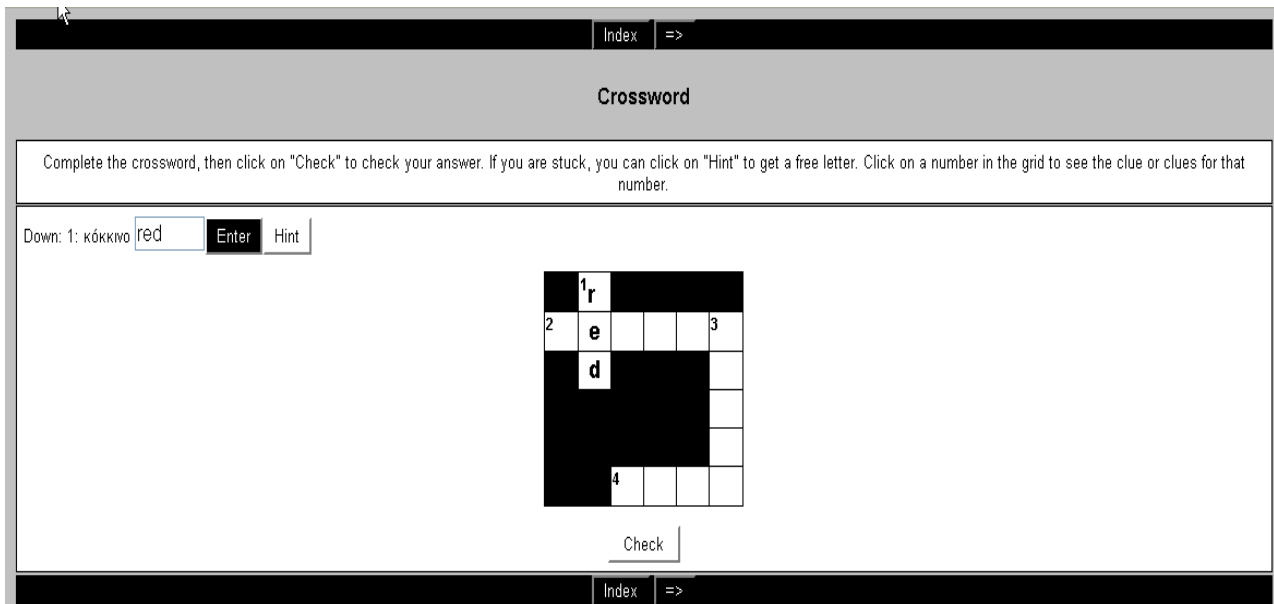 Index =>
Crossword
Complete the crossword, then click on "Check" to check your answer. If you are stuck, you can click on "Hint" to get a free letter. Click on a number in the grid to see the clue or clues for that
number.
Down: 1: κόκκινο red Enter Hint
1 r
2 e 3
d
4
Check
Index =>